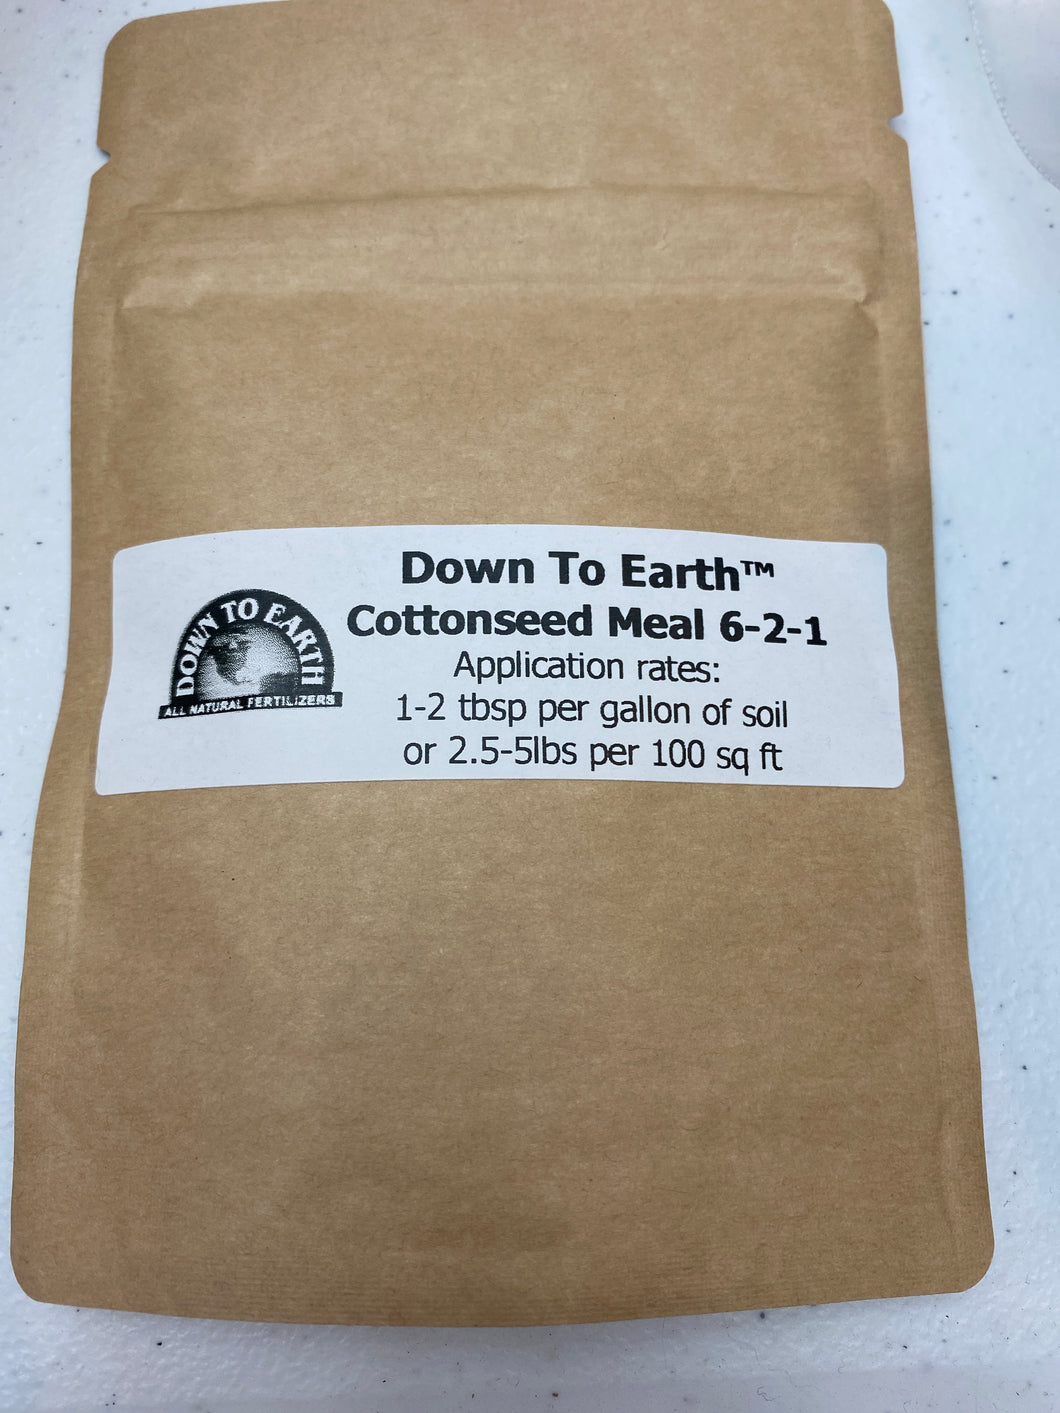 DOWN TO EARTH
ALL NATURAL FERTILIZERS
Down To Earth™
Cottonseed Meal 6-2-1
Application rates:
1-2 tbsp per gallon of soil
or 2.5-5lbs per 100 sq ft